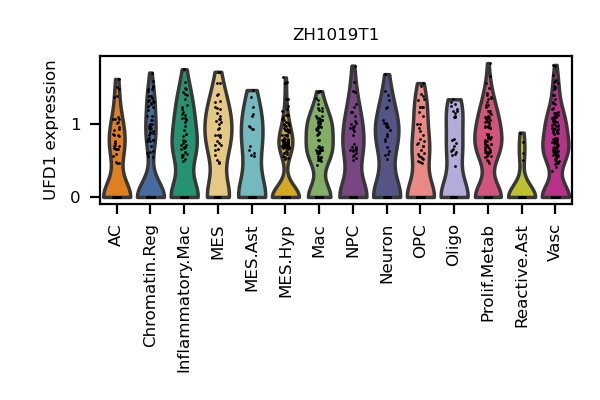 ZH1019T1
UFD1 expression
1
0
AC
Chromatin.Reg
Inflammatory.Mac
MES
MES.Ast
MES.Hyp
Mac
NPC
Neuron
OPC
Oligo
Prolif.Metab
Reactive.Ast
Vasc